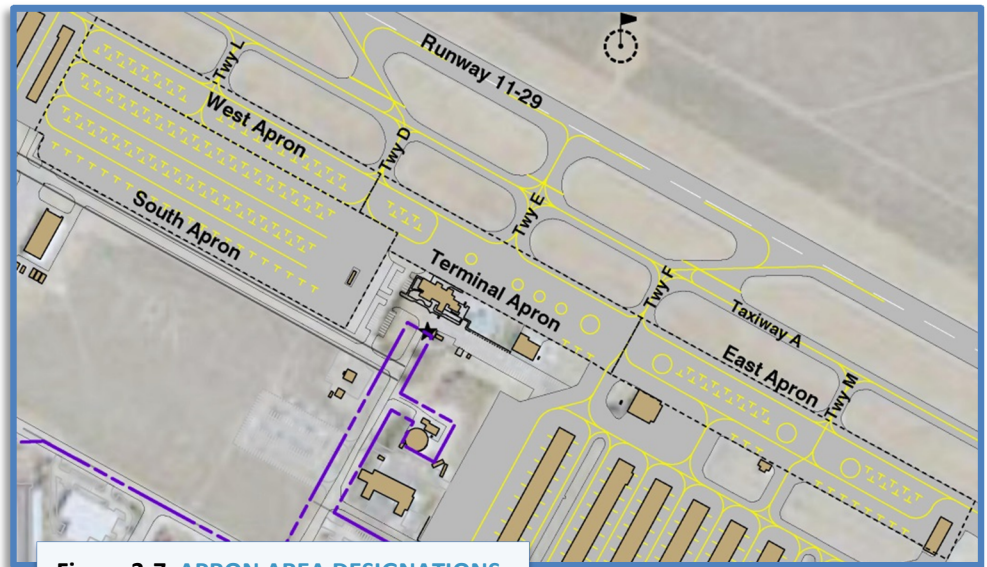 Runway 11-29
Twy L
West Apron
Twy D
South Apron
Twy E
Terminal Apron
Twy F
Taxiway A
East Apron
Twy M
Figure 2-7 APRON AREA DESIGNATIONS